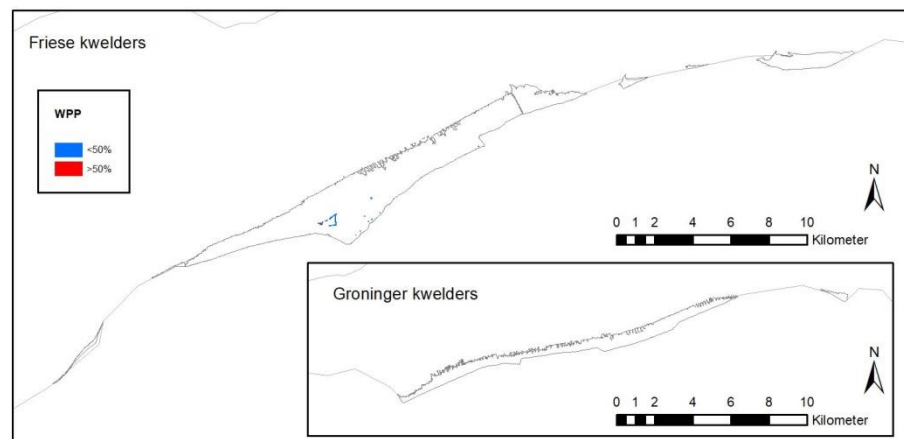 Friese kwelders
WPP
<50%
>50%
N
0 1 2 4 6 8 10
Kilometer
Groninger kwelders
N
0 1 2 4 6 8 10
Kilometer